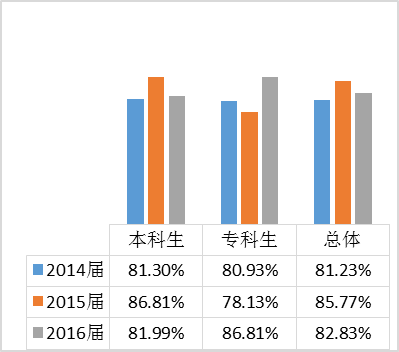 本科生 专科生 总体
2014届 81.30% 80.93% 81.23%
2015届 86.81% 78.13% 85.77%
2016届 81.99% 86.81% 82.83%